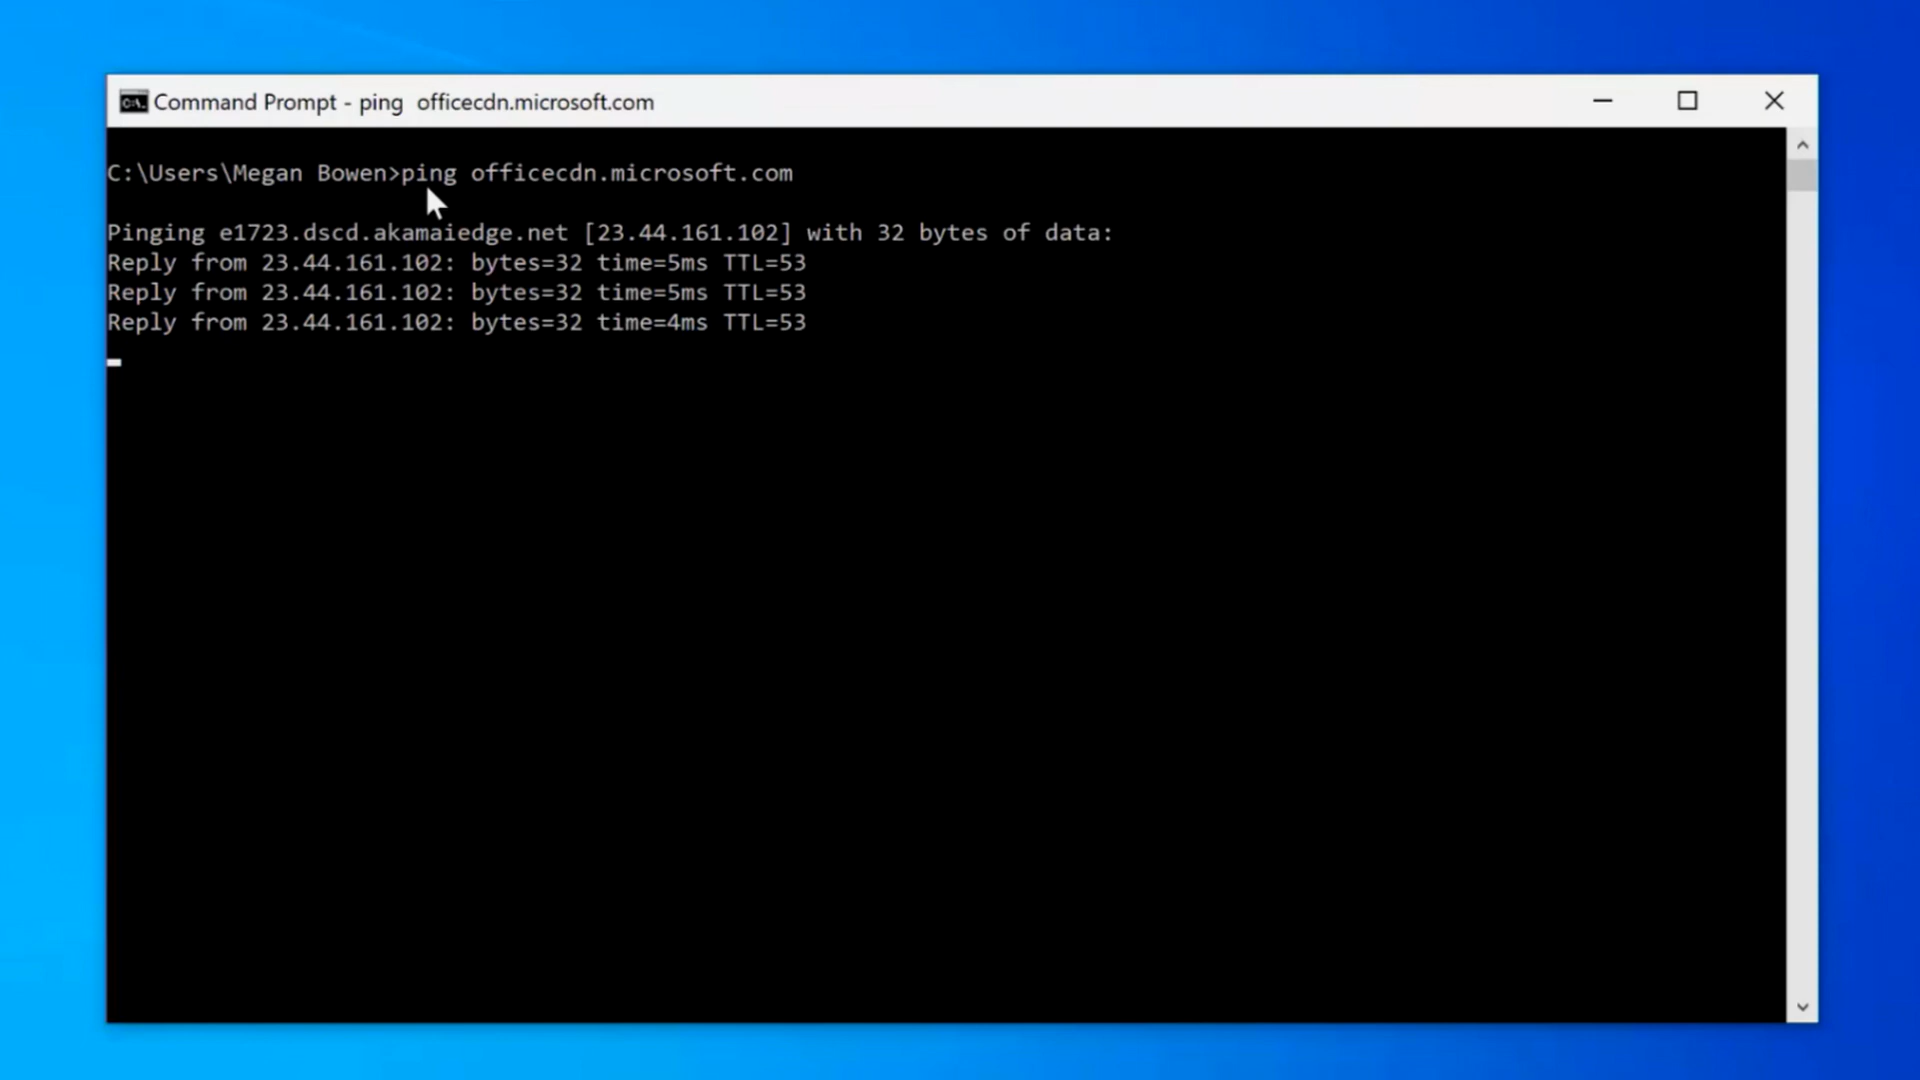 Command Prompt - ping  officecdn.microsoft.com
C:\Users\Megan Bowen>ping officecdn.microsoft.com
Pinging e1723.dscd.akamaiedge.net [23.44.161.102] with 32 bytes of data:
Reply from 23.44.161.102: bytes=32 time=5ms TTL=53
Reply from 23.44.161.102: bytes=32 time=5ms TTL=53
Reply from 23.44.161.102: bytes=32 time=4ms TTL=53